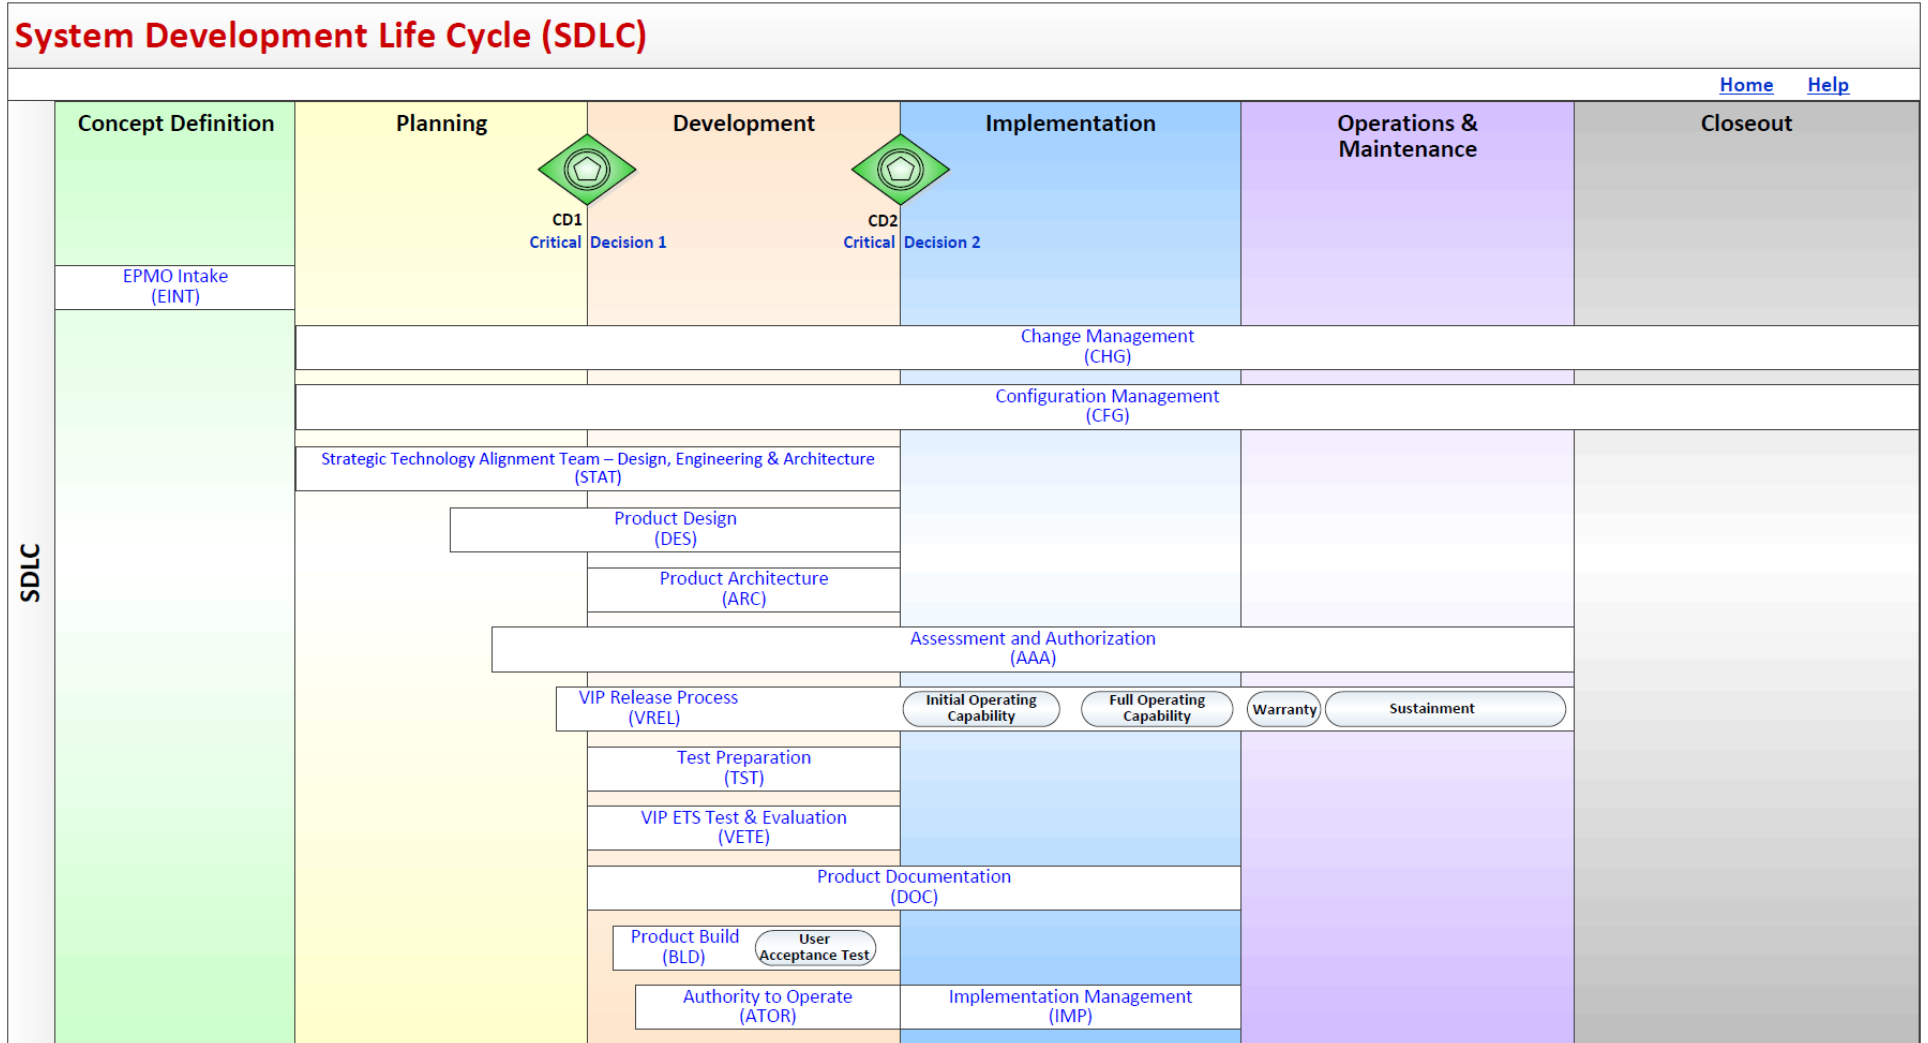 System Development Life Cycle (SDLC)
Home Help
Concept Definition
Planning
Development
Implementation
Operations &
Maintenance
Closeout
CD1
Critical Decision 1
CD2
Critical Decision 2
EPMO Intake
(EINT)
Change Management
(CHG)
Configuration Management
(CFG)
Strategic Technology Alignment Team – Design, Engineering & Architecture
(STAT)
Product Design
(DES)
SDLC
Product Architecture
(ARC)
Assessment and Authorization
(AAA)
VIP Release Process
(VREL)
Initial Operating
Capability
Full Operating
Capability
Warranty
Sustainment
Test Preparation
(TST)
VIP ETS Test & Evaluation
(VETE)
Product Documentation
(DOC)
Product Build
(BLD)
User
Acceptance Test
Authority to Operate
(ATOR)
Implementation Management
(IMP)